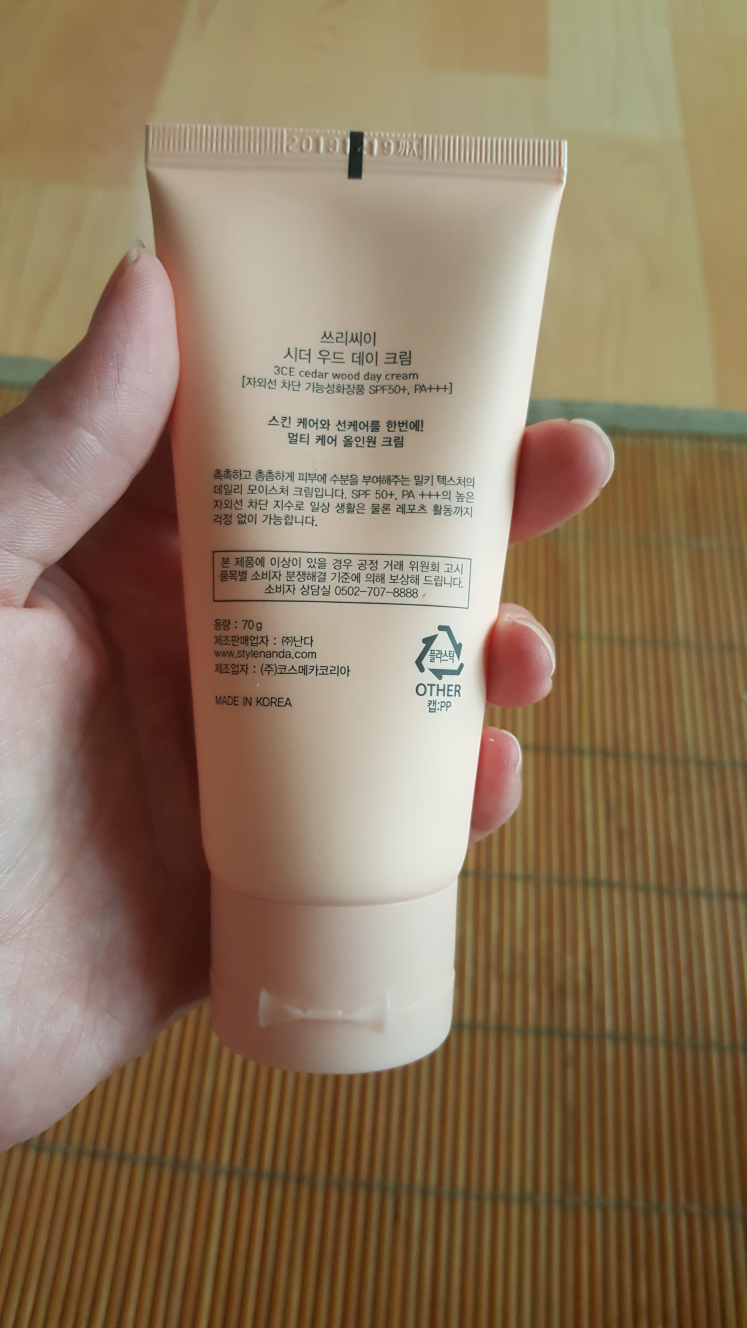 쓰리씨이
시더 우드 데이 크림
3CE cedar wood day cream
[자외선 차단 기능성화장품 SPF50+, PA+++]
스킨 케어와 선케어를 한번에!
멀티 케어 올인원 크림
촉촉하고 촘촘하게 피부에 수분을 부여해주는 밀키 텍스처의
데일리 모이스처 크림입니다. SPF 50+, PA +++의 높은
자외선 차단 지수로 일상 생활은 물론 레포츠 활동까지
걱정 없이 가능합니다.
본 제품에 이상이 있을 경우 공정 거래 위원회 고시
품목별 소비자 분쟁해결 기준에 의해 보상해 드립니다.
소비자 상담실 0502-707-8888
용량 : 70g
제조판매업자 : ㈜난다
www.stylenanda.com
제조업자 : (주)코스메카코리아
MADE IN KOREA
플라스틱
OTHER
캡:PP